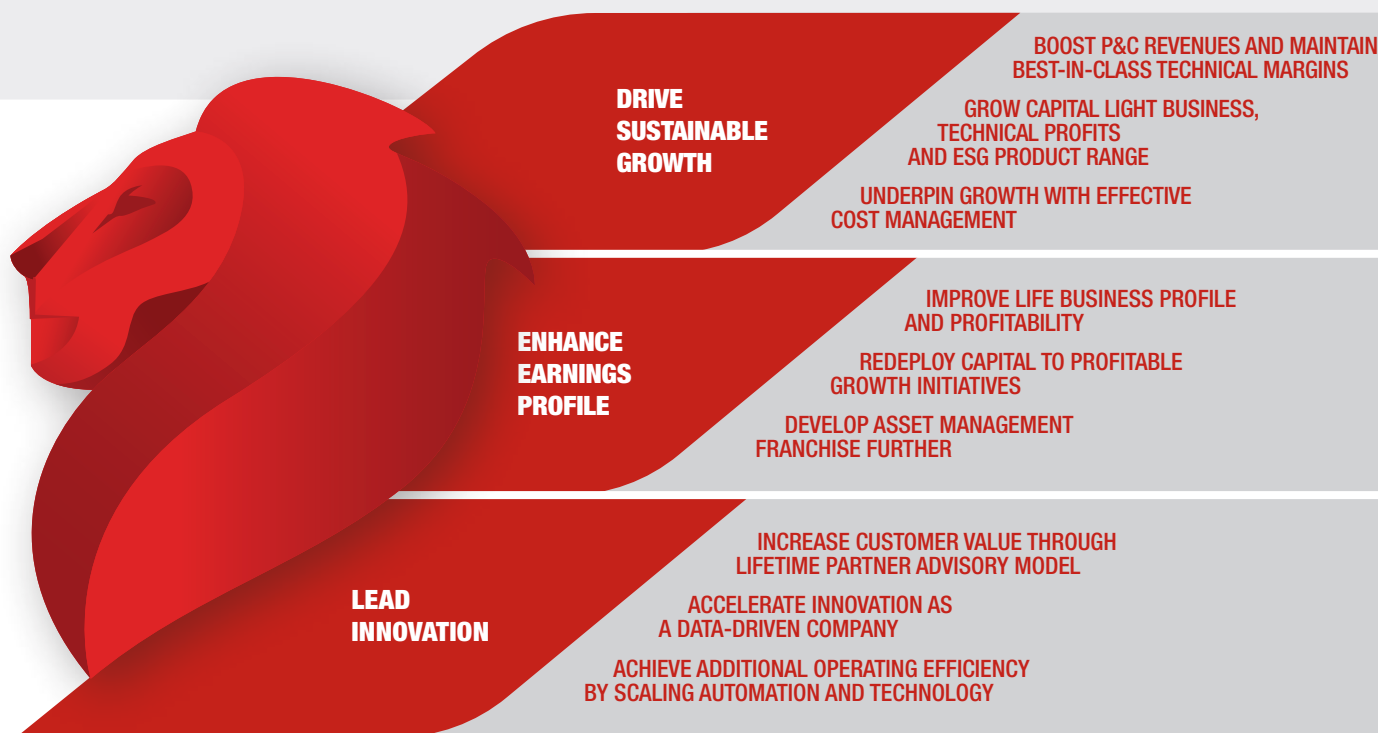 DRIVE
SUSTAINABLE
GROWTH
BOOST P&C REVENUES AND MAINTAIN
BEST-IN-CLASS TECHNICAL MARGINS
GROW CAPITAL LIGHT BUSINESS,
TECHNICAL PROFITS
AND ESG PRODUCT RANGE
UNDERPIN GROWTH WITH EFFECTIVE
COST MANAGEMENT
ENHANCE
EARNINGS
PROFILE
IMPROVE LIFE BUSINESS PROFILE
AND PROFITABILITY
REDEPLOY CAPITAL TO PROFITABLE
GROWTH INITIATIVES
DEVELOP ASSET MANAGEMENT
FRANCHISE FURTHER
LEAD
INNOVATION
INCREASE CUSTOMER VALUE THROUGH
LIFETIME PARTNER ADVISORY MODEL
ACCELERATE INNOVATION AS
A DATA-DRIVEN COMPANY
ACHIEVE ADDITIONAL OPERATING EFFICIENCY
BY SCALING AUTOMATION AND TECHNOLOGY